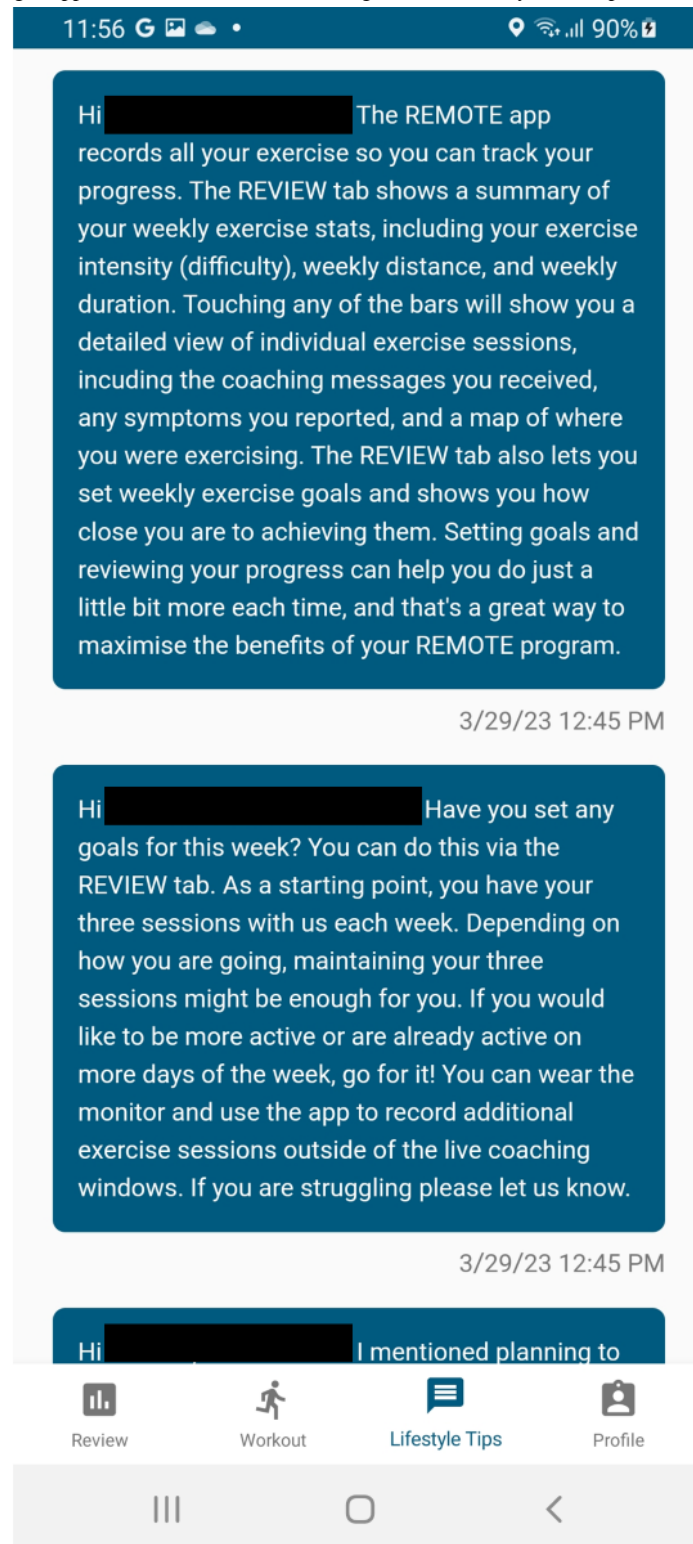 11:56 G
90%
Hi The REMOTE app
records all your exercise so you can track your
progress. The REVIEW tab shows a summary of
your weekly exercise stats, including your exercise
intensity (difficulty), weekly distance, and weekly
duration. Touching any of the bars will show you a
detailed view of individual exercise sessions,
incuding the coaching messages you received,
any symptoms you reported, and a map of where
you were exercising. The REVIEW tab also lets you
set weekly exercise goals and shows you how
close you are to achieving them. Setting goals and
reviewing your progress can help you do just a
little bit more each time, and that's a great way to
maximise the benefits of your REMOTE program.
3/29/23 12:45 PM
Hi Have you set any
goals for this week? You can do this via the
REVIEW tab. As a starting point, you have your
three sessions with us each week. Depending on
how you are going, maintaining your three
sessions might be enough for you. If you would
like to be more active or are already active on
more days of the week, go for it! You can wear the
monitor and use the app to record additional
exercise sessions outside of the live coaching
windows. If you are struggling please let us know.
3/29/23 12:45 PM
Hi I mentioned planning to
Review
Workout
Lifestyle Tips
Profile